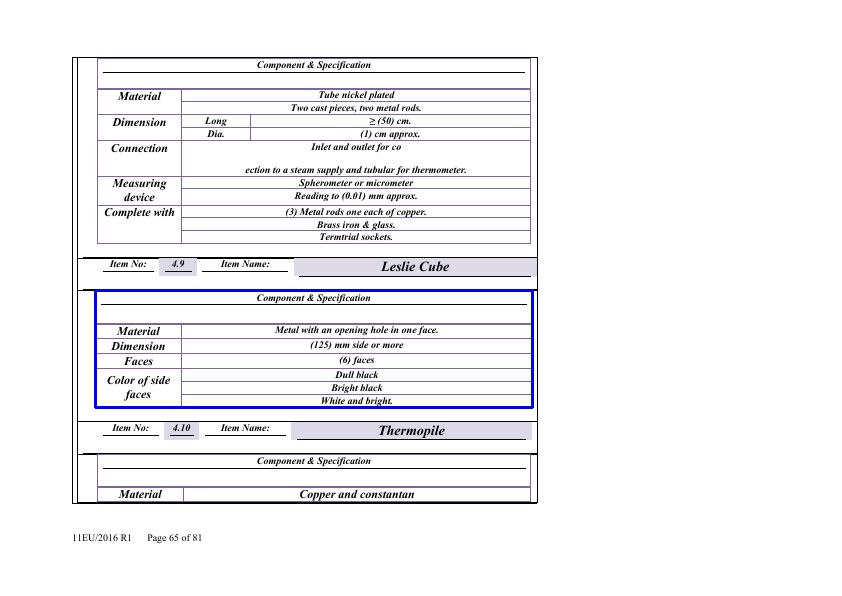 Component & Specification
Material Tube nickel plated
Two cast pieces, two metal rods.
Dimension Long ≥ (50) cm.
Dia. (1) cm approx.
Connection Inlet and outlet for co
ection to a steam supply and tubular for thermometer.
Measuring device Spherometer or micrometer
Reading to (0.01) mm approx.
Complete with (3) Metal rods one each of copper.
Brass iron & glass.
Termtrial sockets.
Item No: 4.9 Item Name: Leslie Cube
Component & Specification
Material Metal with an opening hole in one face.
Dimension (125) mm side or more
Faces (6) faces
Color of side faces Dull black
Bright black
White and bright.
Item No: 4.10 Item Name: Thermopile
Component & Specification
Material Copper and constantan
11EU/2016 R1 Page 65 of 81